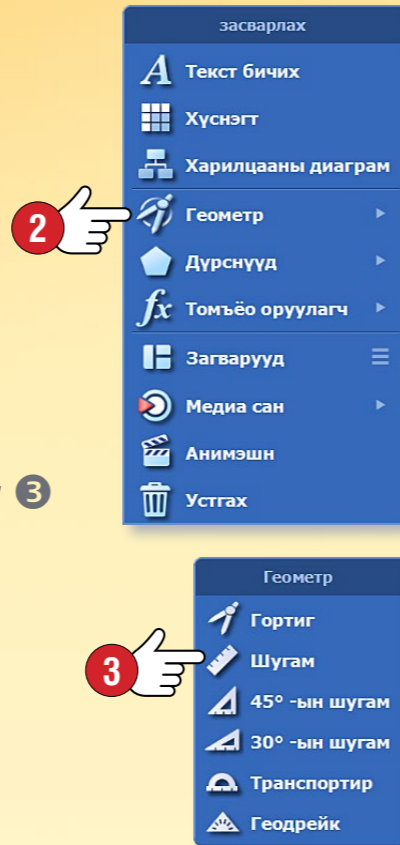 засварлах
Текст бичих
Хүснэгт
Харилцааны диаграм
2
Геометр
Дүрснүүд
fx Томъёо оруулагч
Загварууд
Медиа сан
Анимэшн
3
Устгах
Геометр
Гортиг
3
Шугам
45° -ын шугам
30° -ын шугам
Транспортир
Геодрейк